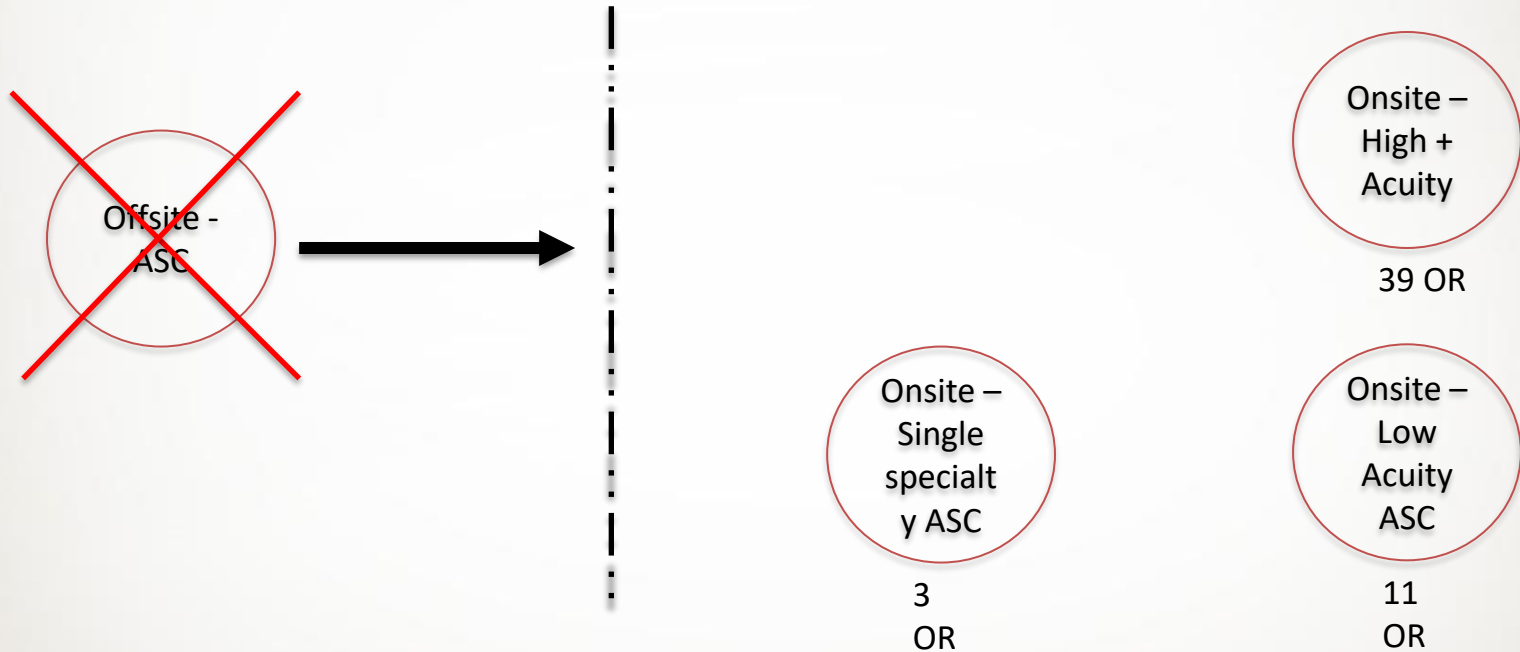 Offsite -
ASC
Onsite –
High +
Acuity
39 OR
Onsite –
Single
specialt
y ASC
3
OR
Onsite –
Low
Acuity
ASC
11
OR